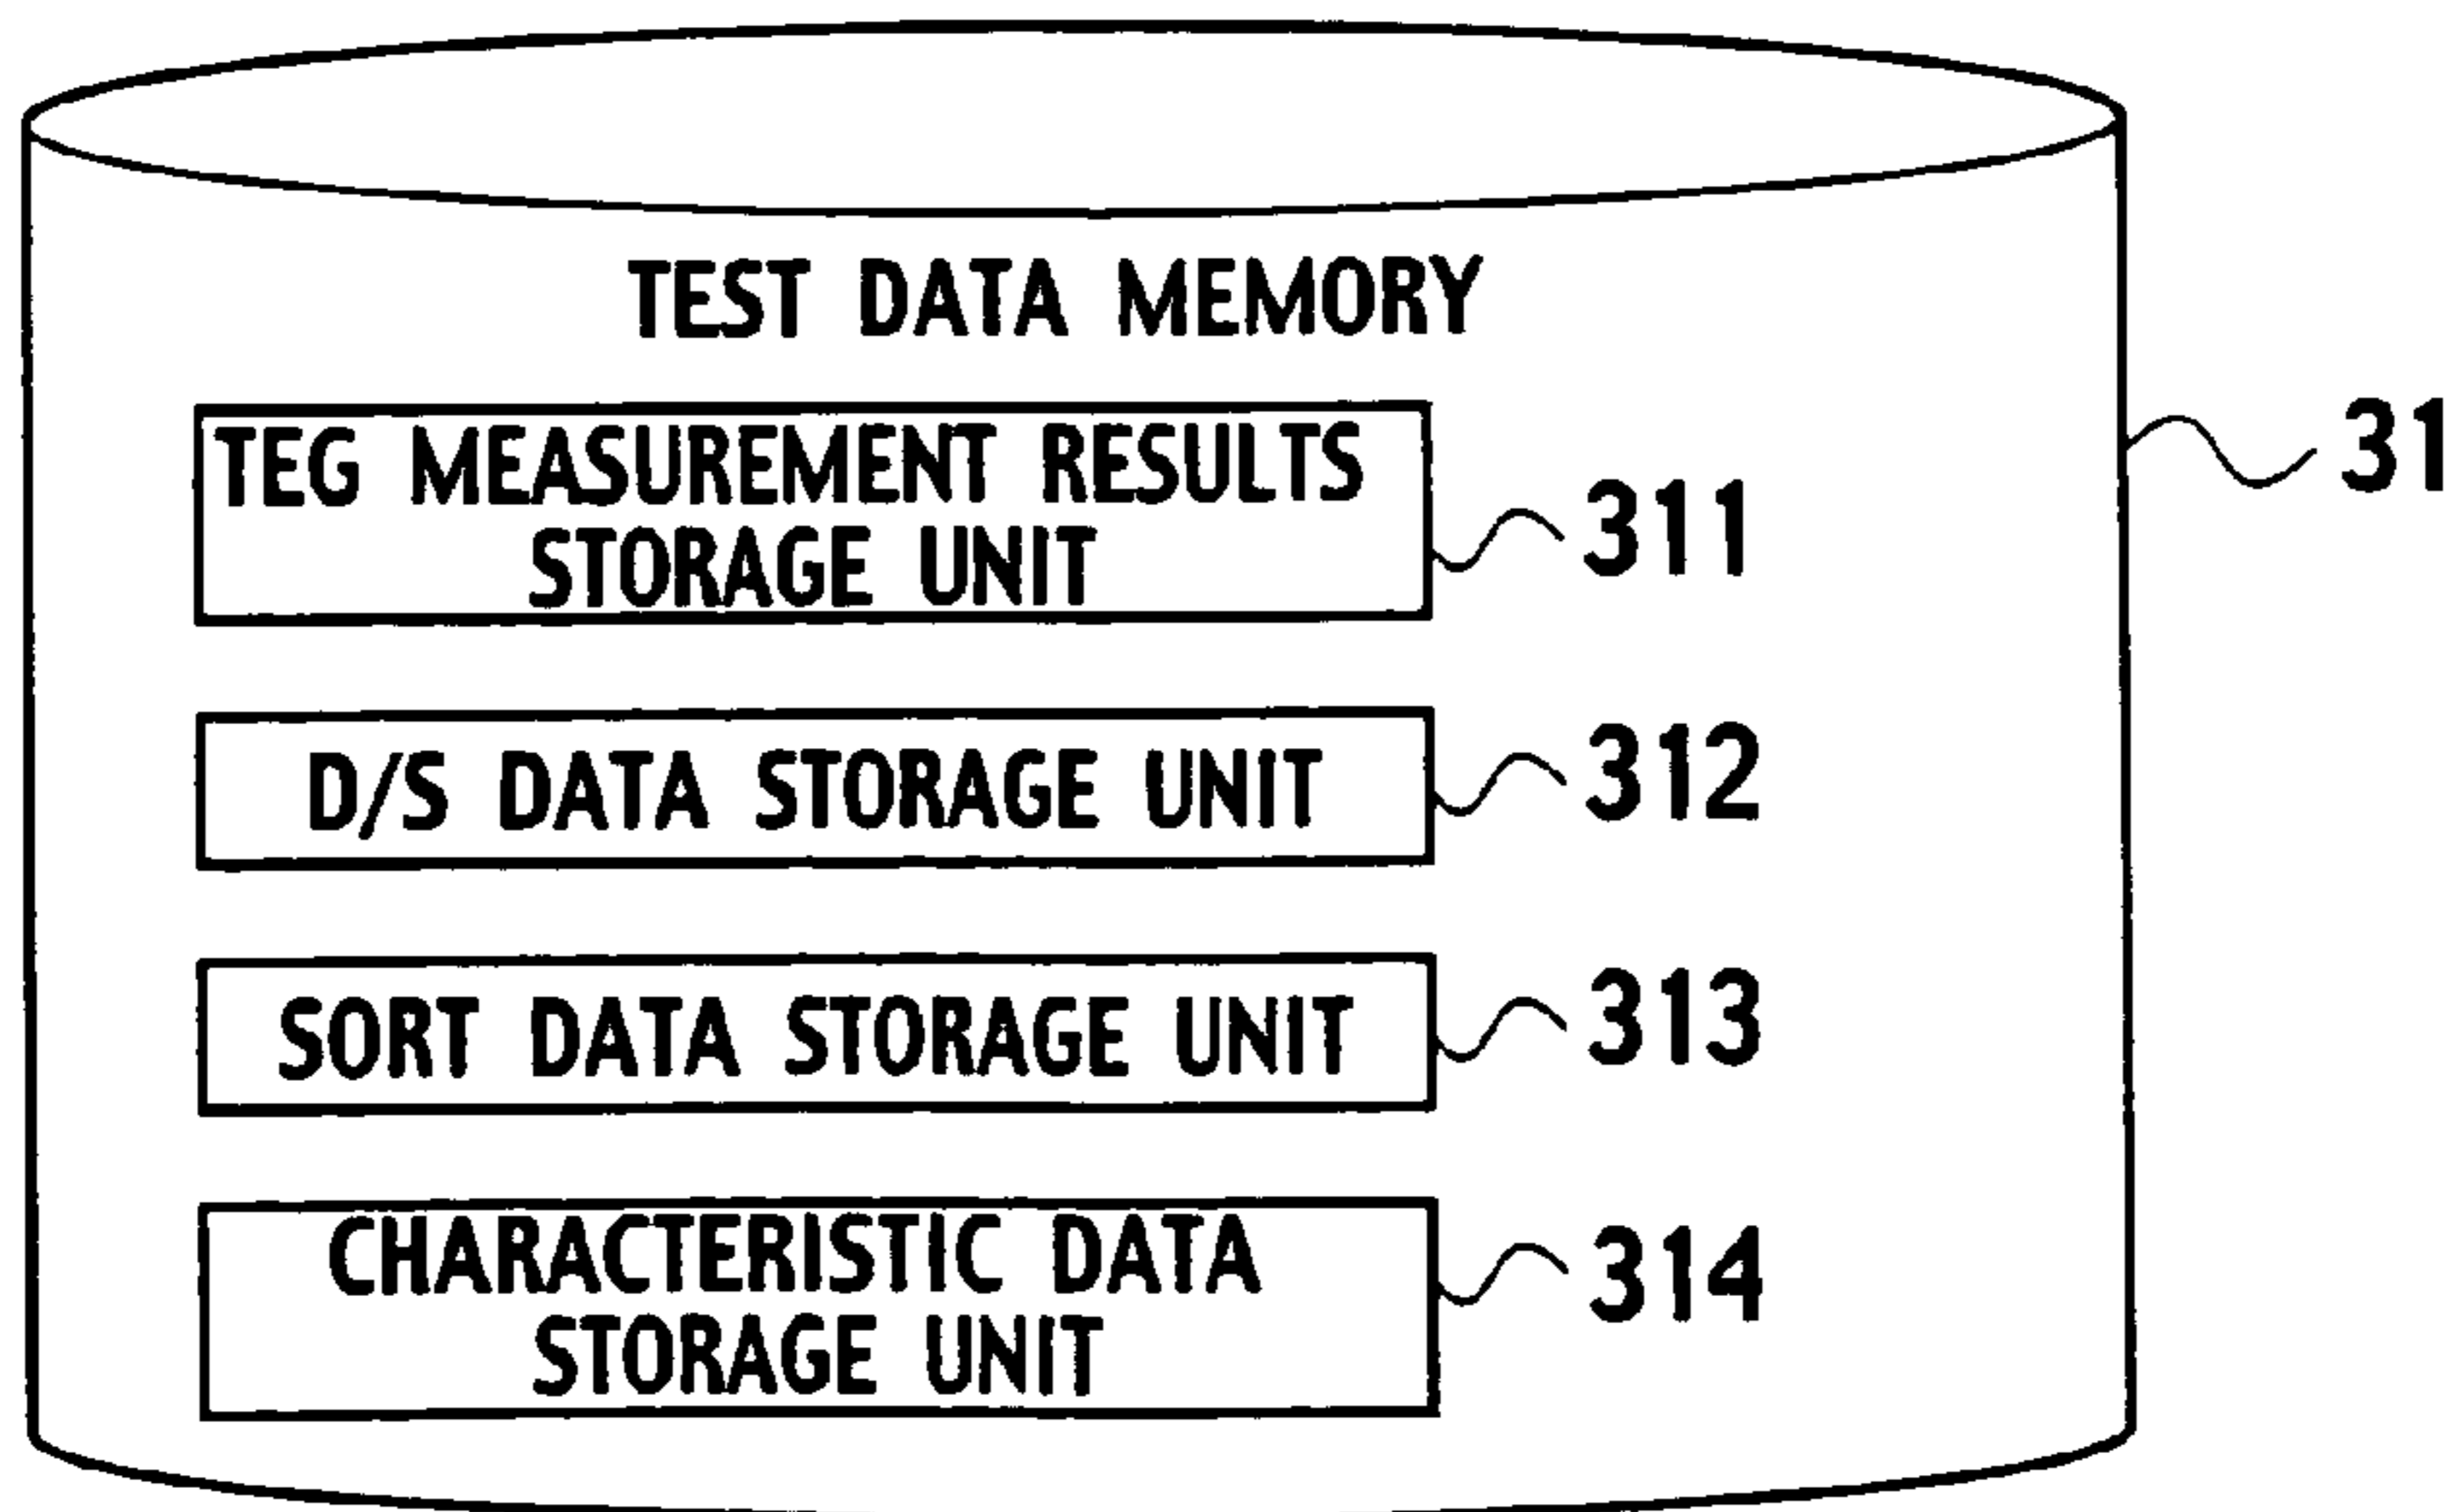 TEST DATA MEMORY
31
TEG MEASUREMENT RESULTS
STORAGE UNIT
311
D/S DATA STORAGE UNIT
312
SORT DATA STORAGE UNIT
313
CHARACTERISTIC DATA
STORAGE UNIT
314